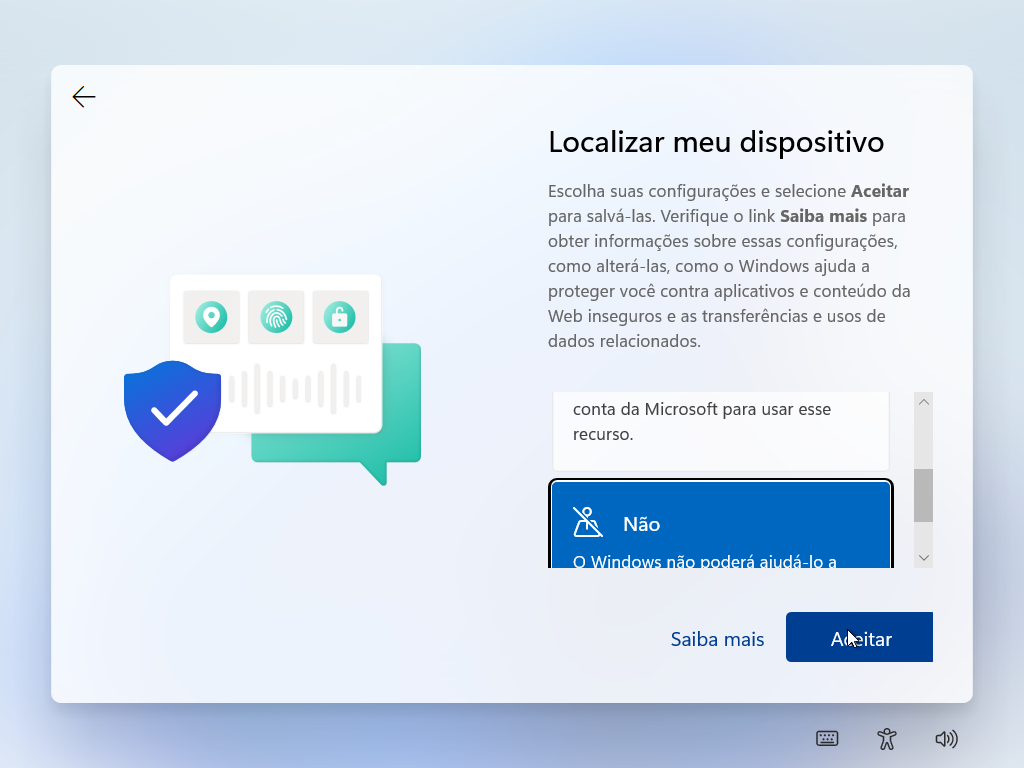 Localizar meu dispositivo
Escolha suas configurações e selecione Aceitar
para salvá-las. Verifique o link Saiba mais para
obter informações sobre essas configurações,
como alterá-las, como o Windows ajuda a
proteger você contra aplicativos e conteúdo da
Web inseguros e as transferências e usos de
dados relacionados.
conta da Microsoft para usar esse
recurso.
Não
O Windows não poderá ajudá-lo a
Saiba mais
Aceitar